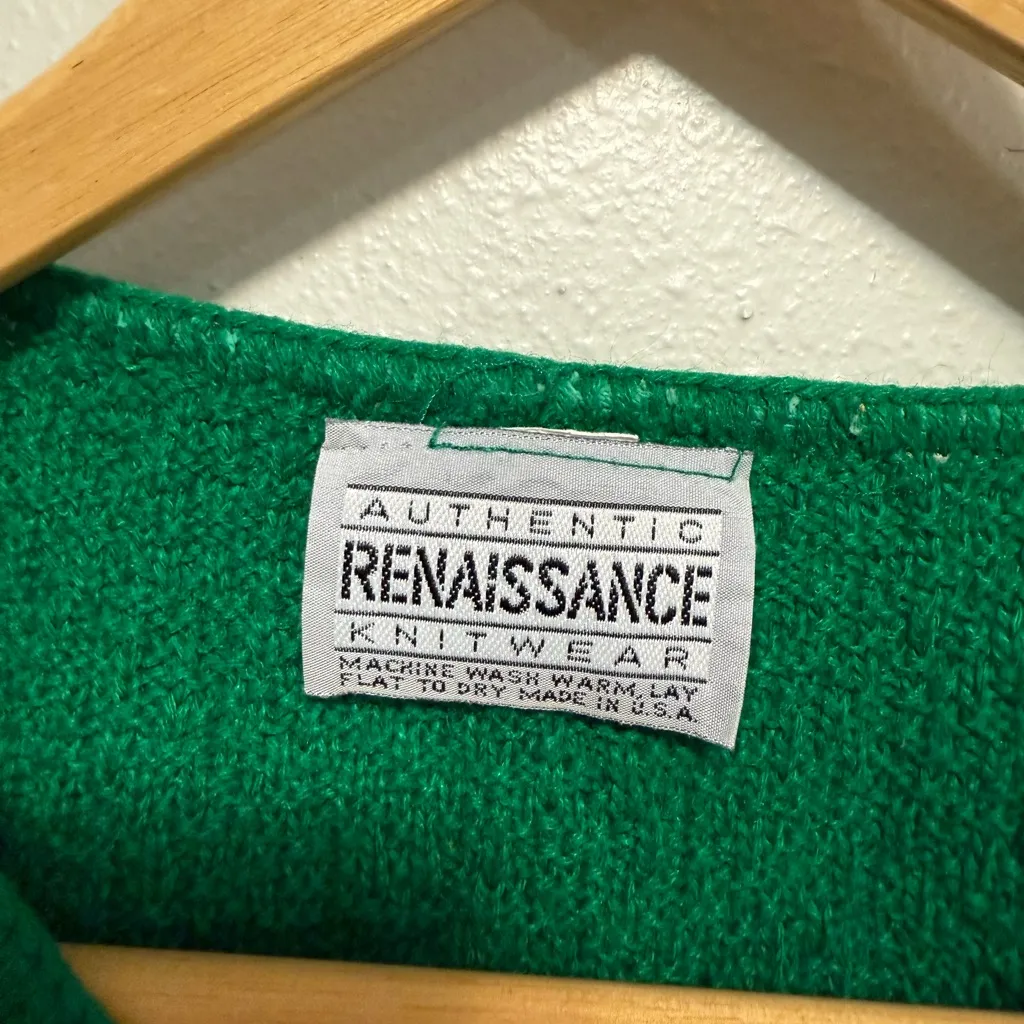 AUTHENTIC
RENAISSANCE
KNITWEAR
MACHINE WASH WARM, LAY
FLAT TO DRY MADE IN U.S.A.